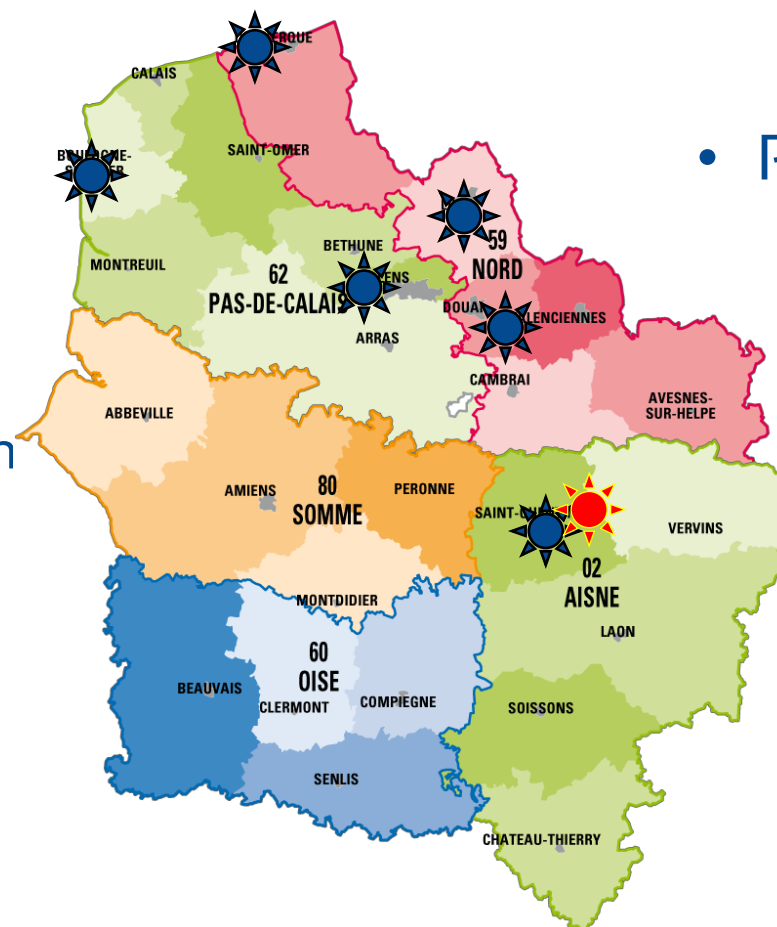 CALAIS
SAINT-OMER
BETHUNE
59
NORD
MONTREUIL
62
PAS-DE-CALAIS
ARRAS
CAMBRAI
AVESNES-
SUR-HELPE
ABBEVILLE
AMIENS
80
SOMME
PERONNE
VERVINS
02
AISNE
MONTDIDIER
LAON
60
OISE
BEAUVAIS
CLERMONT
COMPIEGNE
SOISSONS
SENLIS
CHATEAU-THIERRY